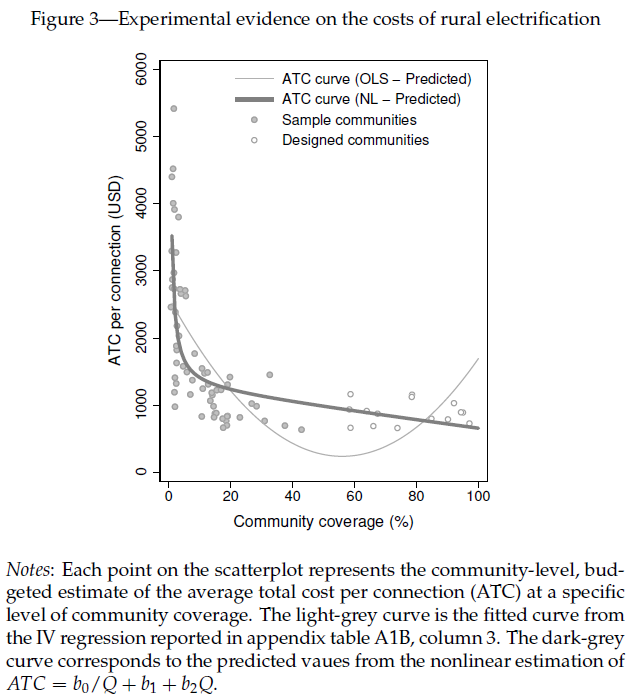 Figure 3—Experimental evidence on the costs of rural electrification
ATC curve (OLS – Predicted)
ATC curve (NL – Predicted)
Sample communities
Designed communities
ATC per connection (USD)
6000
5000
4000
3000
2000
1000
0
0 20 40 60 80 100
Community coverage (%)
Notes: Each point on the scatterplot represents the community-level, bud-
geted estimate of the average total cost per connection (ATC) at a specific
level of community coverage. The light-grey curve is the fitted curve from
the IV regression reported in appendix table A1B, column 3. The dark-grey
curve corresponds to the predicted vaues from the nonlinear estimation of
ATC = b₀/Q + b₁ + b₂Q.